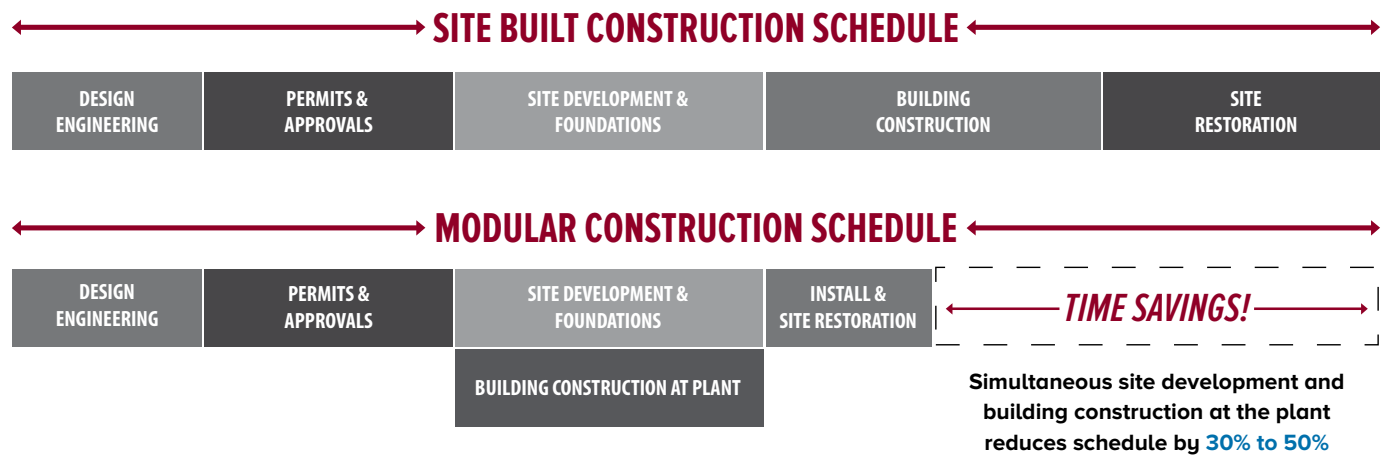 SITE BUILT CONSTRUCTION SCHEDULE
DESIGN
ENGINEERING
PERMITS &
APPROVALS
SITE DEVELOPMENT &
FOUNDATIONS
BUILDING
CONSTRUCTION
SITE
RESTORATION
MODULAR CONSTRUCTION SCHEDULE
DESIGN
ENGINEERING
PERMITS &
APPROVALS
SITE DEVELOPMENT &
FOUNDATIONS
INSTALL &
SITE RESTORATION
TIME SAVINGS!
BUILDING CONSTRUCTION AT PLANT
Simultaneous site development and
building construction at the plant
reduces schedule by 30% to 50%